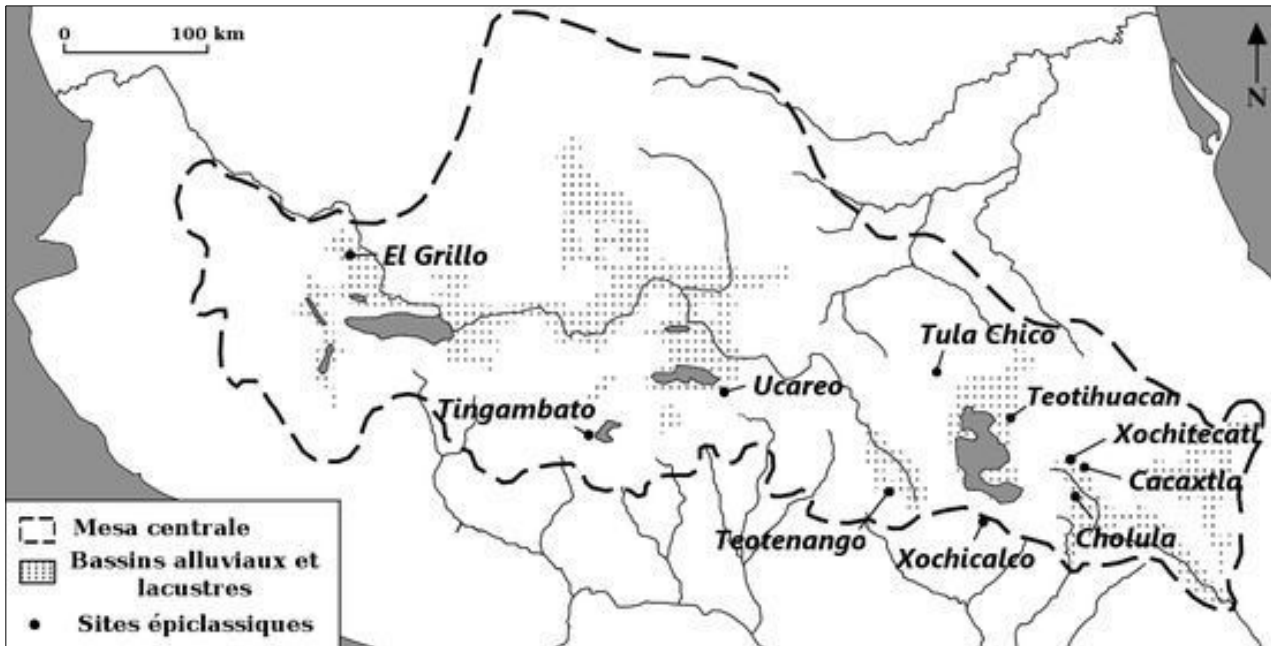 0 100 km
N
El Grillo
Tula Chico
Ucareo
Teotihuacan
Tingambato
Xochitecatl
Cacaxtla
Teotenango
Xochicalco
Cholula
Mesa centrale
Bassins alluviaux et
lacustres
Sites épiclassiques